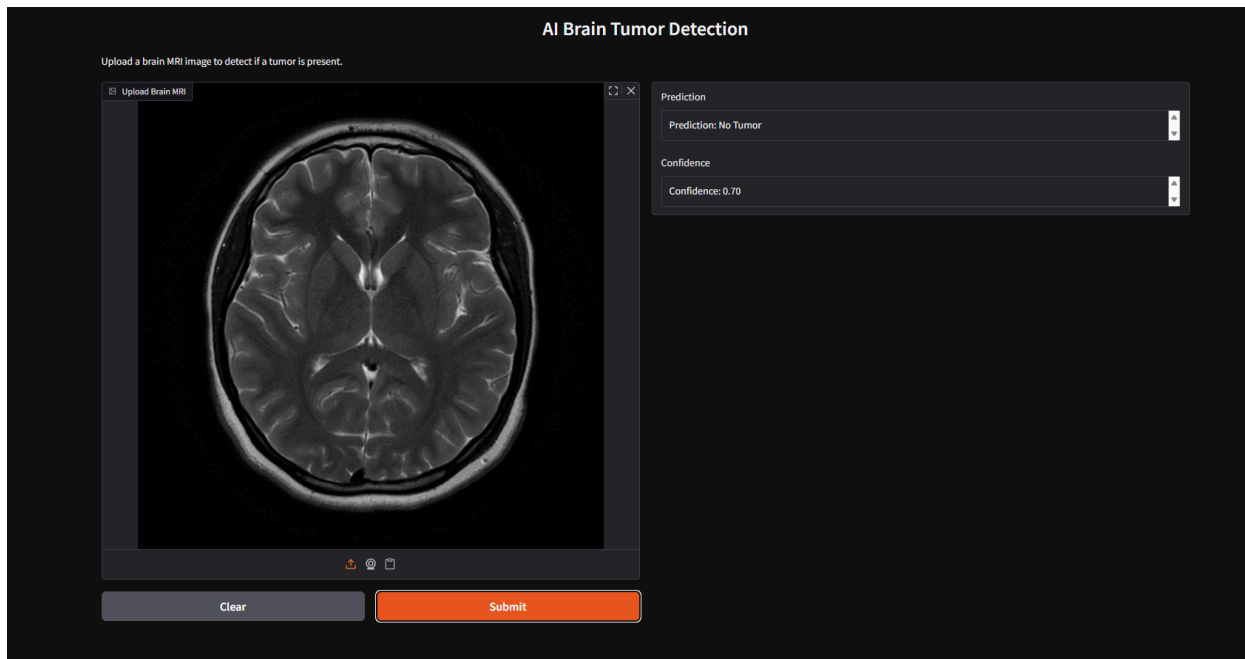 AI Brain Tumor Detection
Upload a brain MRI image to detect if a tumor is present.
Upload Brain MRI
Prediction
Prediction: No Tumor
Confidence
Confidence: 0.70
Clear
Submit